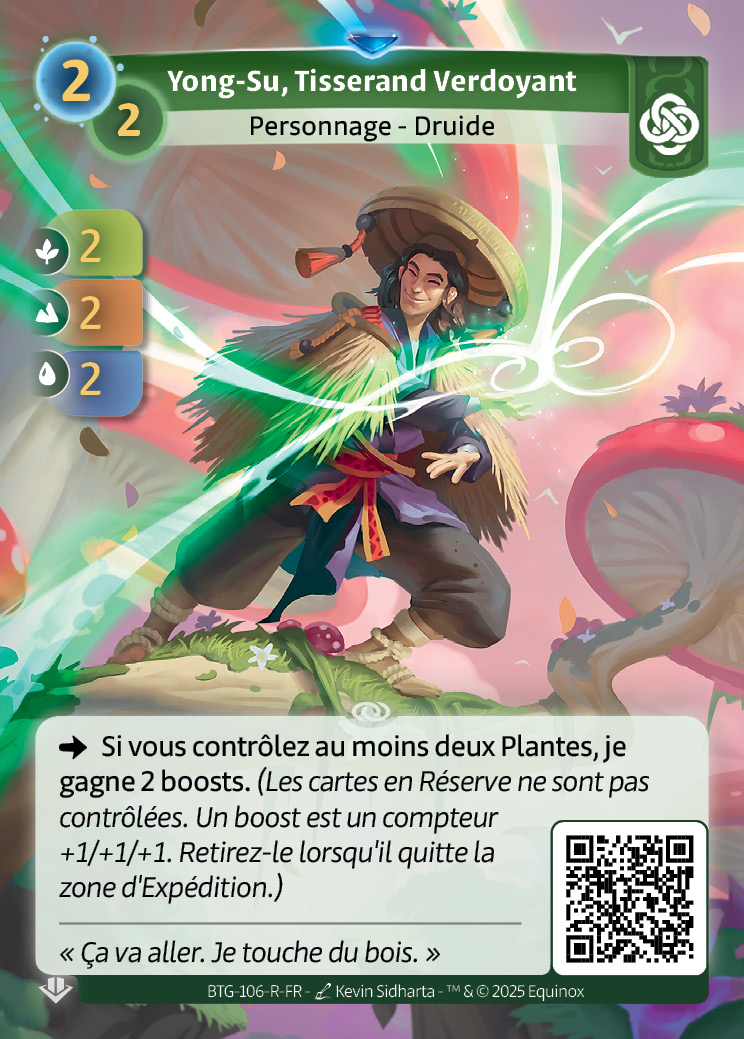 2
Yong-Su, Tisserand Verdoyant
2
Personnage - Druide
2
2
2
Si vous contrôlez au moins deux Plantes, je
gagne 2 boosts. (Les cartes en Réserve ne sont pas
contrôlées. Un boost est un compteur
+1/+1/+1. Retirez-le lorsqu'il quitte la
zone d'Expédition.)
« Ça va aller. Je touche du bois. »
BTG-106-R-FR - Kevin Sidharta - ™ & © 2025 Equinox